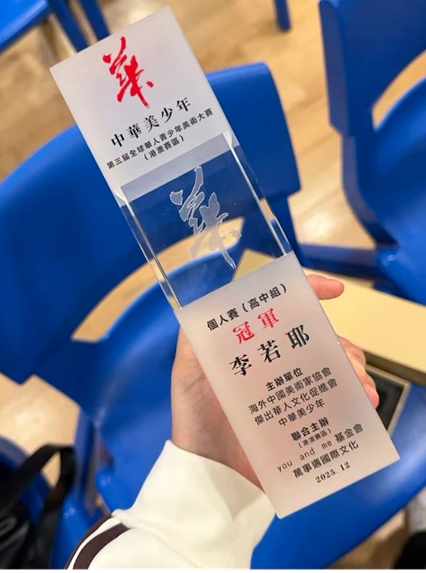 華
中華美少年
第三屆全球華人青少年美術大賽
（港澳賽區）
華
個人賽（高中組）
冠軍
李若耶
主辦單位
海外中國美術家協會
傑出華人文化促進會
中華美少年
聯合主辦
（港澳賽區）
you and me 基金會
萬事邁國際文化
2025.12